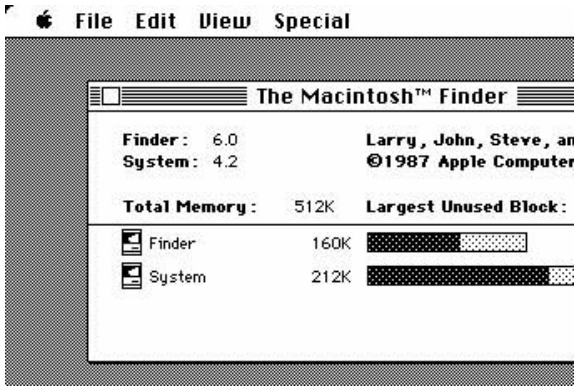 File Edit View Special
The Macintosh™ Finder
Finder: 6.0 Larry, John, Steve, an
System: 4.2 ©1987 Apple Computer
Total Memory: 512K Largest Unused Block:
Finder 160K
System 212K